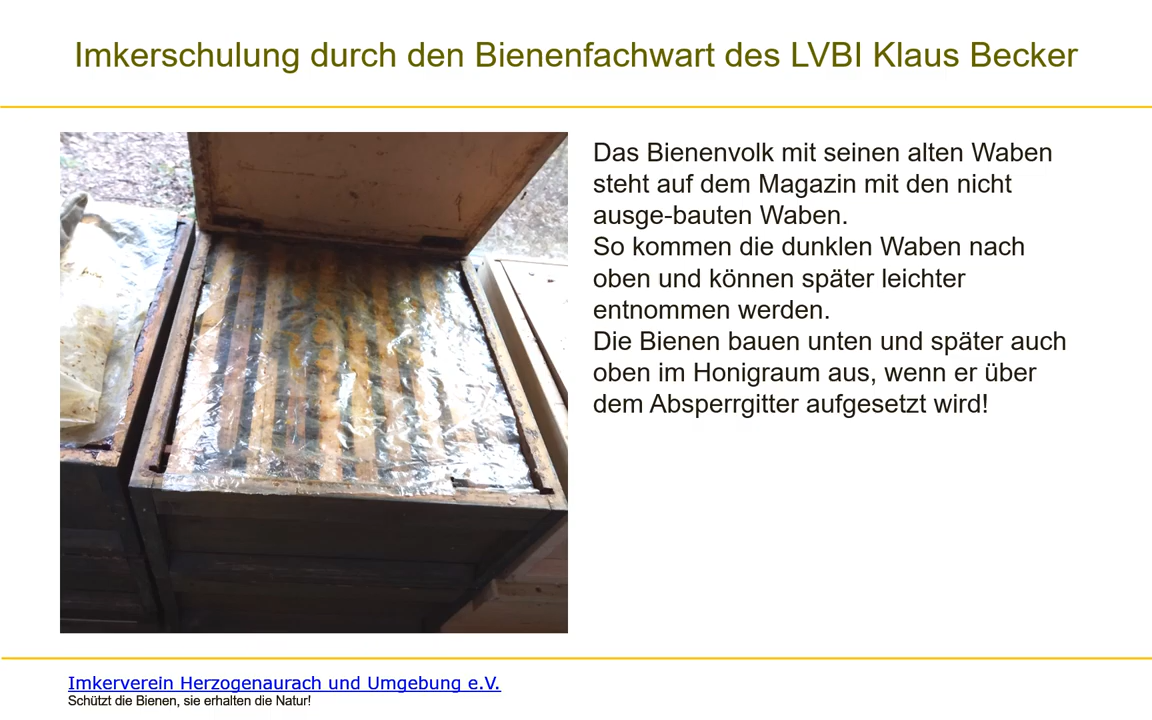 Imkerschulung durch den Bienenfachwart des LVBI Klaus Becker
Das Bienenvolk mit seinen alten Waben
steht auf dem Magazin mit den nicht
ausge-bauten Waben.
So kommen die dunklen Waben nach
oben und können später leichter
entnommen werden.
Die Bienen bauen unten und später auch
oben im Honigraum aus, wenn er über
dem Absperrgitter aufgesetzt wird!
Imkerverein Herzogenaurach und Umgebung e.V.
Schützt die Bienen, sie erhalten die Natur!